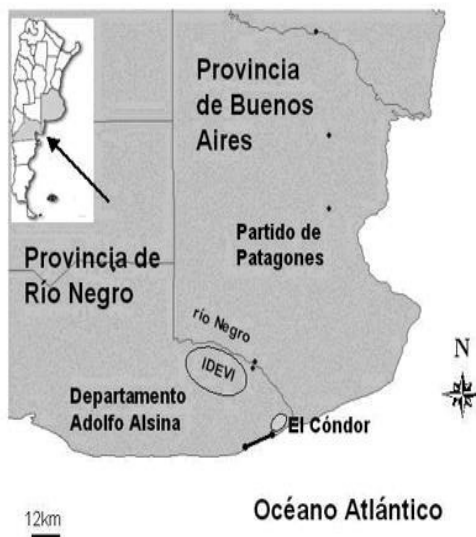 Provincia
de Buenos
Aires
Partido de
Patagones
Provincia de
Río Negro
río Negro
IDEVI
Departamento
Adolfo Alsina
El Cóndor
N
Océano Atlántico
12km